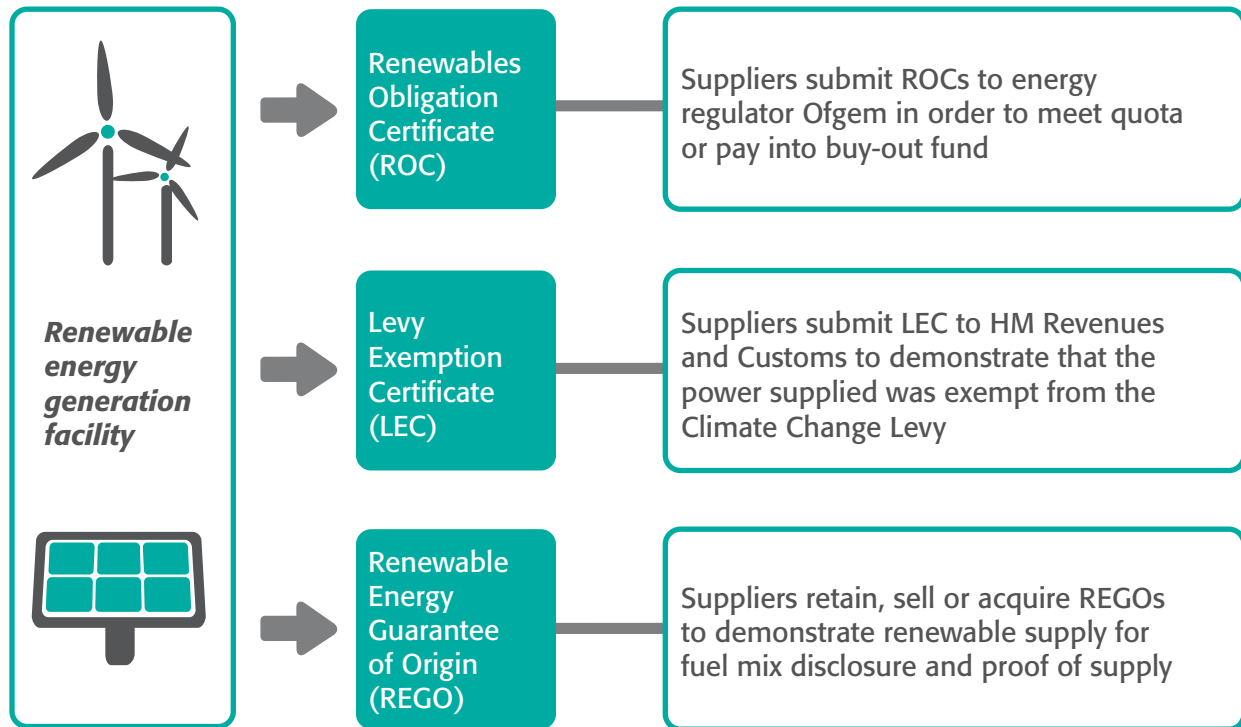 Renewable
energy
generation
facility
Renewables
Obligation
Certificate
(ROC)
Suppliers submit ROCs to energy
regulator Ofgem in order to meet quota
or pay into buy-out fund
Levy
Exemption
Certificate
(LEC)
Suppliers submit LEC to HM Revenues
and Customs to demonstrate that the
power supplied was exempt from the
Climate Change Levy
Renewable
Energy
Guarantee
of Origin
(REGO)
Suppliers retain, sell or acquire REGOs
to demonstrate renewable supply for
fuel mix disclosure and proof of supply